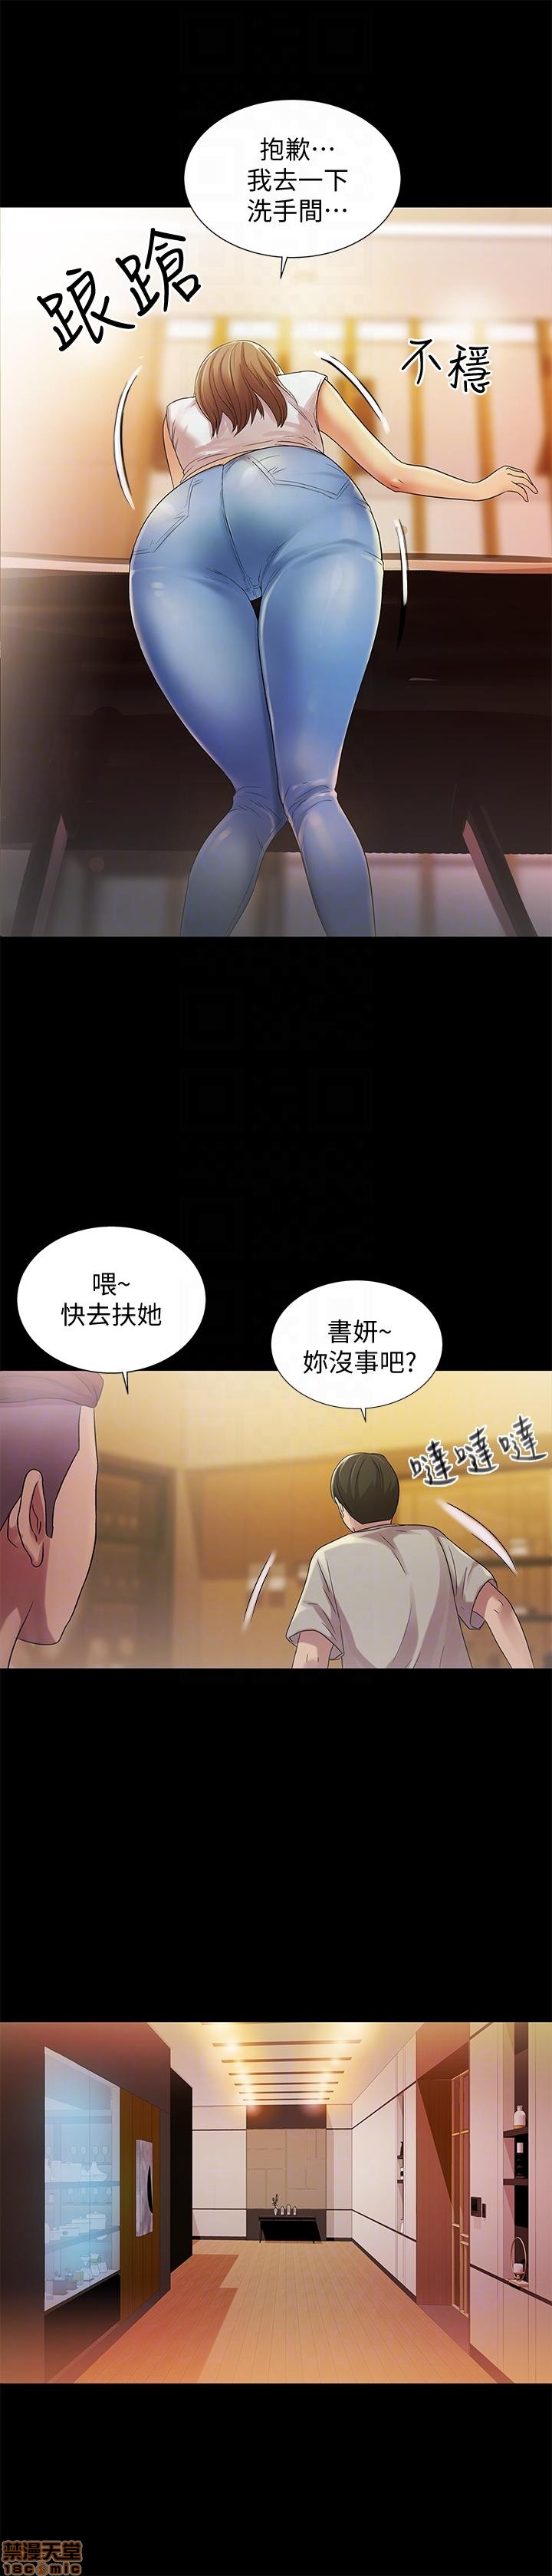 抱歉⋯
我去一下
洗手間⋯
踉蹌
不穩
喂~
快去扶她
書妍~
妳沒事吧?
噠噠噠
禁漫天堂
18comic